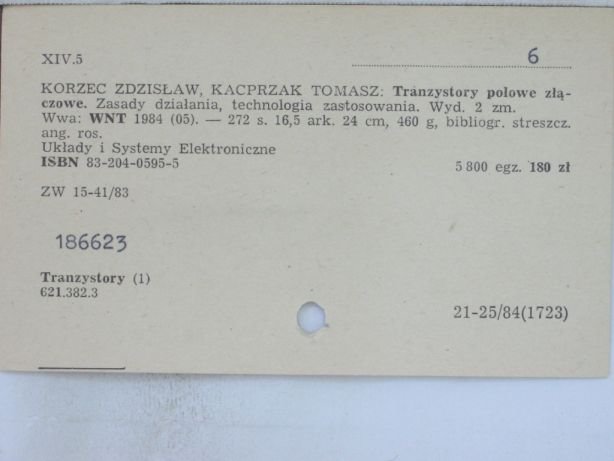 XIV.5
6
KORZEC ZDZISŁAW, KACPRZAK TOMASZ: Tranzystory polowe złą-
czowe. Zasady działania, technologia zastosowania. Wyd. 2 zm.
Wwa: WNT 1984 (05). — 272 s. 16,5 ark. 24 cm, 460 g, bibliogr. streszcz.
ang. ros.
Układy i Systemy Elektroniczne
ISBN 83-204-0595-5 5 800 egz. 180 zł
ZW 15-41/83
186623
Tranzystory (1)
621.382.3
21-25/84(1723)